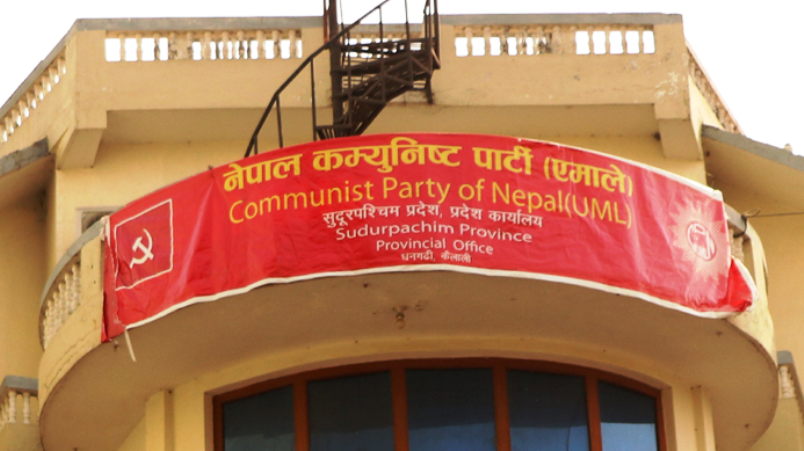 नेपाल कम्युनिष्ट पार्टी (एमाले)
Communist Party of Nepal(UML)
सुदूरपश्चिम प्रदेश, प्रदेश कार्यालय
Sudurpachim Province
Provincial Office
धनगढी, कैलाली